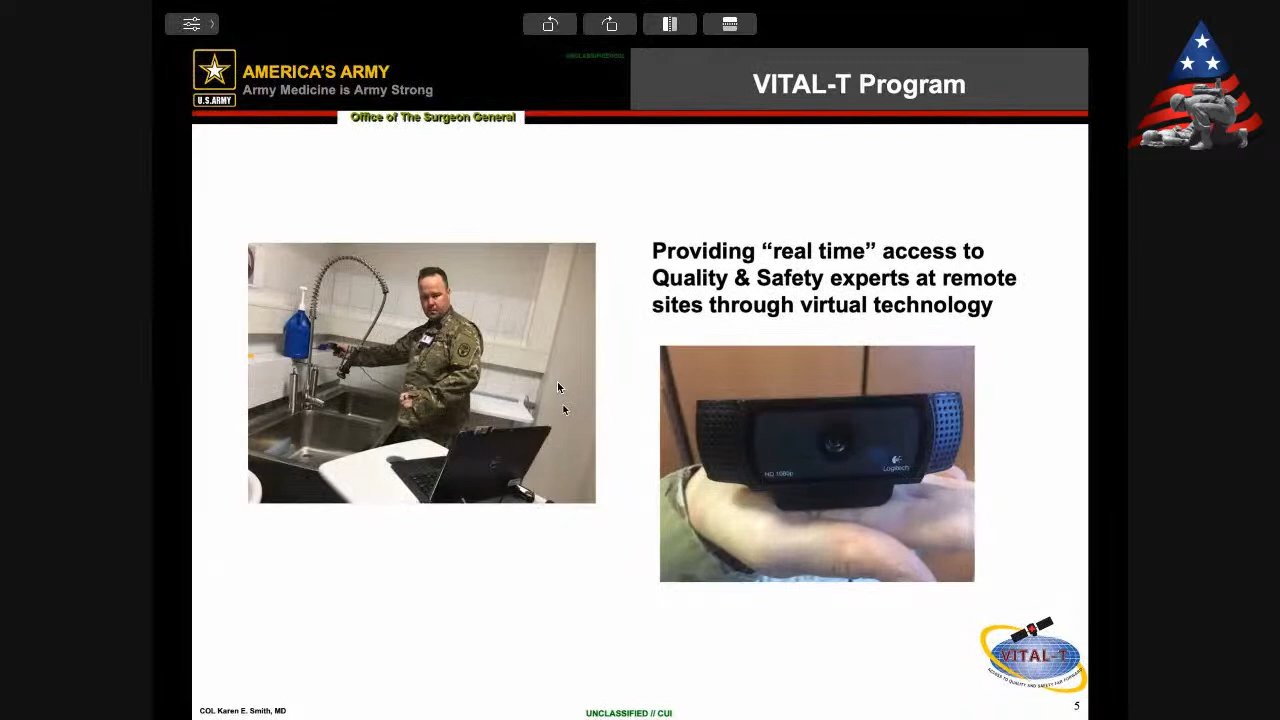 AMERICA'S ARMY
Army Medicine is Army Strong
U.S.ARMY
Office of The Surgeon General
VITAL-T Program
Providing “real time” access to
Quality & Safety experts at remote
sites through virtual technology
HD 1080p
Logitech
VITAL-T
ACCESS TO QUALITY AND SAFETY FAR FORWARD
COL Karen E. Smith, MD
UNCLASSIFIED // CUI
5